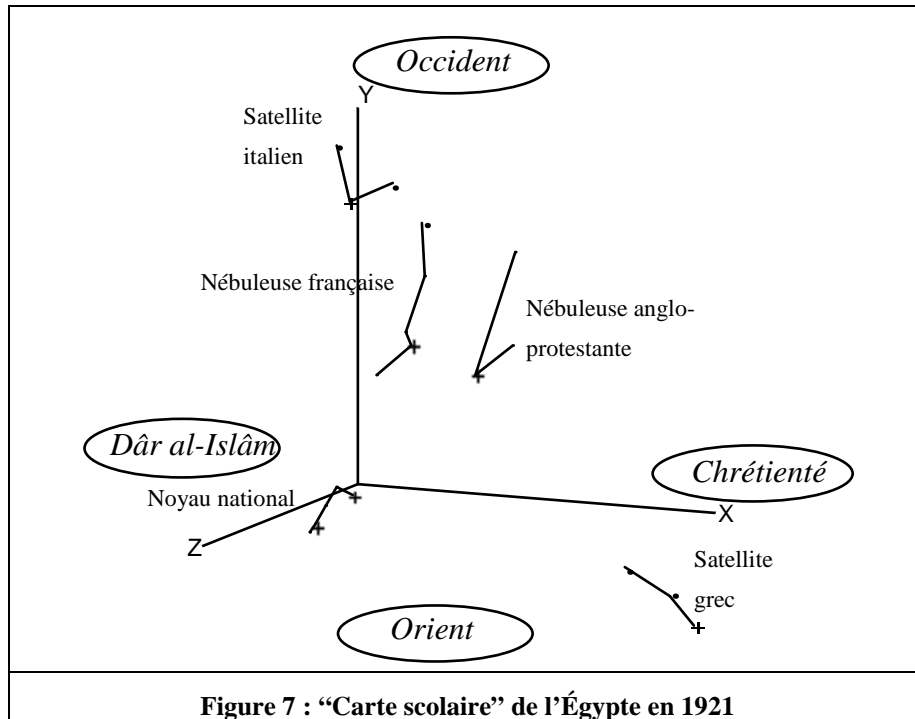 Occident
Y
Satellite
italien
Nébuleuse française
Nébuleuse anglo-
protestante
Dâr al-Islâm
Chrétienté
Noyau national
X
Z
Satellite
grec
Orient
Figure 7 : “Carte scolaire” de l’Égypte en 1921